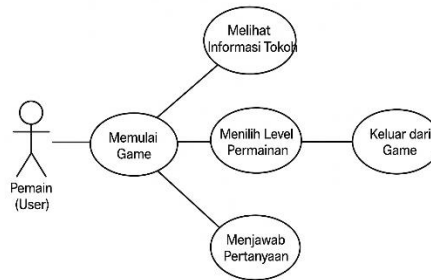 Melihat
Informasi Tokoh
Pemain
(User)
Memulai
Game
Menilih Level
Permainan
Keluar dari
Game
Menjawab
Pertanyaan